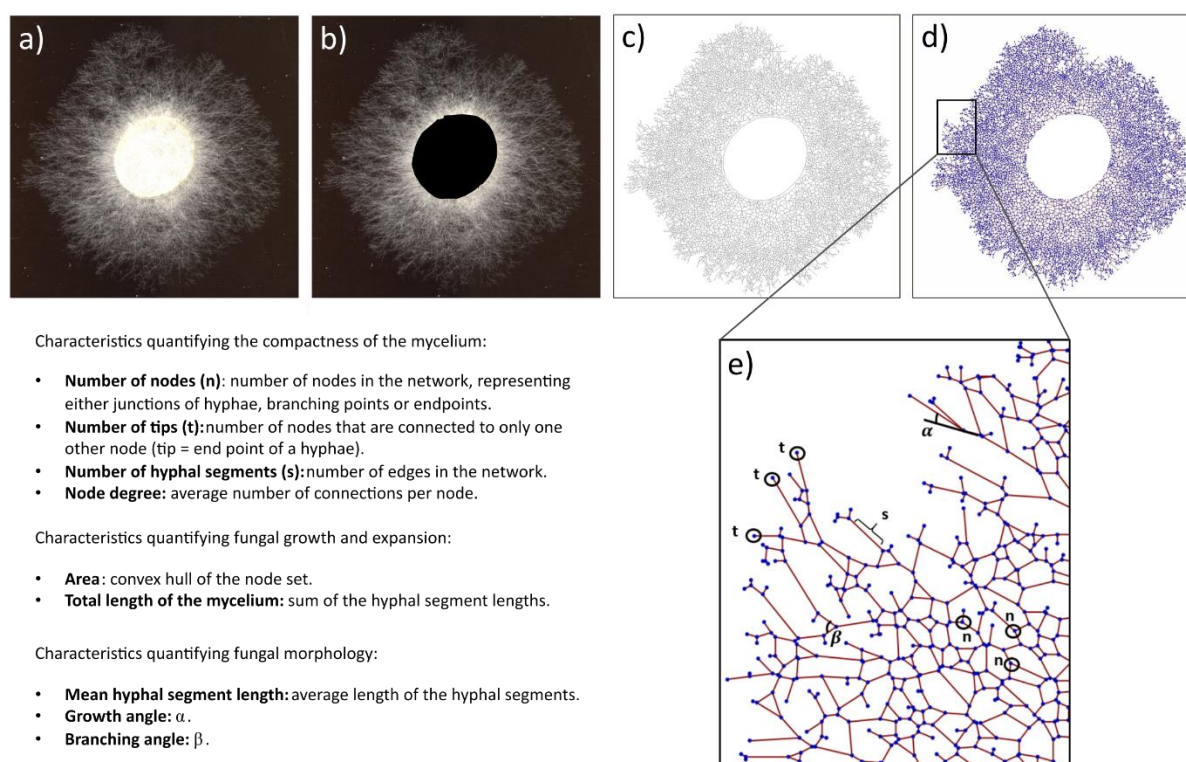 a)
b)
c)
d)
Characteristics quantifying the compactness of the mycelium:
• Number of nodes (n): number of nodes in the network, representing
either junctions of hyphae, branching points or endpoints.
• Number of tips (t): number of nodes that are connected to only one
other node (tip = end point of a hyphae).
• Number of hyphal segments (s): number of edges in the network.
• Node degree: average number of connections per node.
Characteristics quantifying fungal growth and expansion:
• Area: convex hull of the node set.
• Total length of the mycelium: sum of the hyphal segment lengths.
Characteristics quantifying fungal morphology:
• Mean hyphal segment length: average length of the hyphal segments.
• Growth angle: α.
• Branching angle: β.
e)
α
t
t
s
t
β
n
n
n